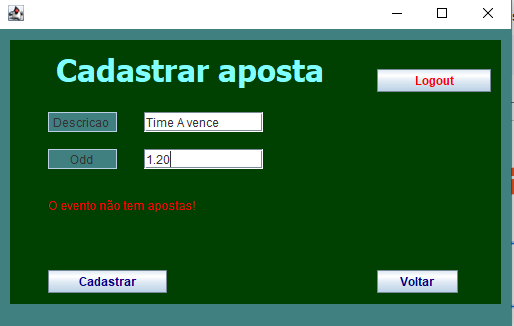 Cadastrar aposta
Logout
Descricao
Time A vence
Odd
1.20
O evento não tem apostas!
Cadastrar
Voltar